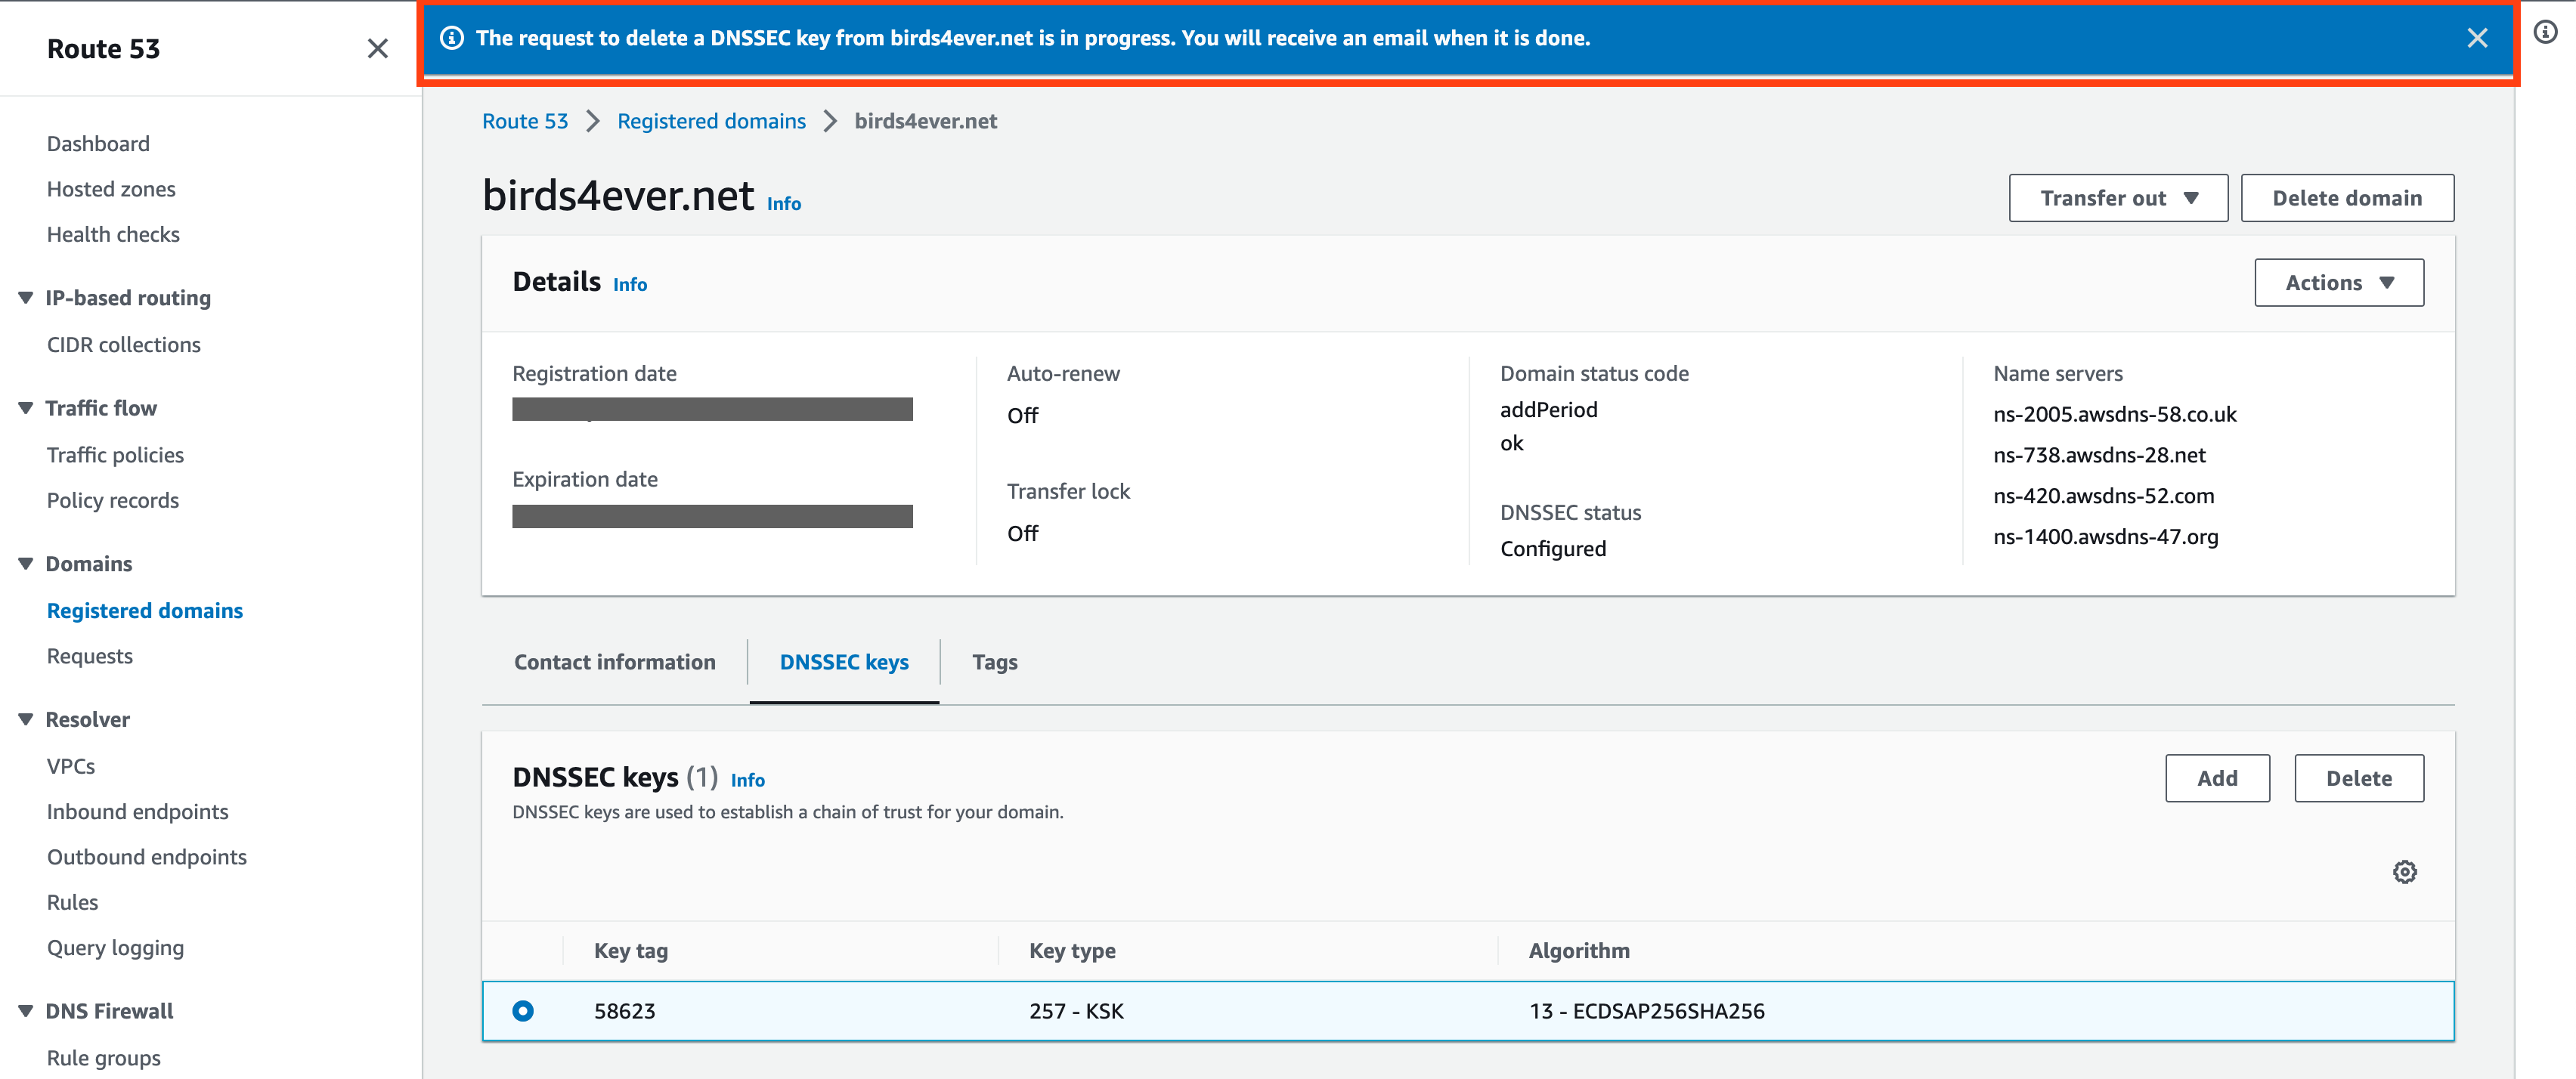 Route 53
Dashboard
Hosted zones
Health checks
IP-based routing
CIDR collections
Traffic flow
Traffic policies
Policy records
Domains
Registered domains
Requests
Resolver
VPCs
Inbound endpoints
Outbound endpoints
Rules
Query logging
DNS Firewall
Rule groups
The request to delete a DNSSEC key from birds4ever.net is in progress. You will receive an email when it is done.
Route 53 Registered domains birds4ever.net
birds4ever.net Info
Transfer out
Delete domain
Details Info
Actions
Registration date
Expiration date
Auto-renew
Off
Transfer lock
Off
Domain status code
addPeriod
ok
DNSSEC status
Configured
Name servers
ns-2005.awsdns-58.co.uk
ns-738.awsdns-28.net
ns-420.awsdns-52.com
ns-1400.awsdns-47.org
Contact information DNSSEC keys Tags
DNSSEC keys (1) Info
DNSSEC keys are used to establish a chain of trust for your domain.
Add Delete
Key tag Key type Algorithm
58623 257 - KSK 13 - ECDSAP256SHA256